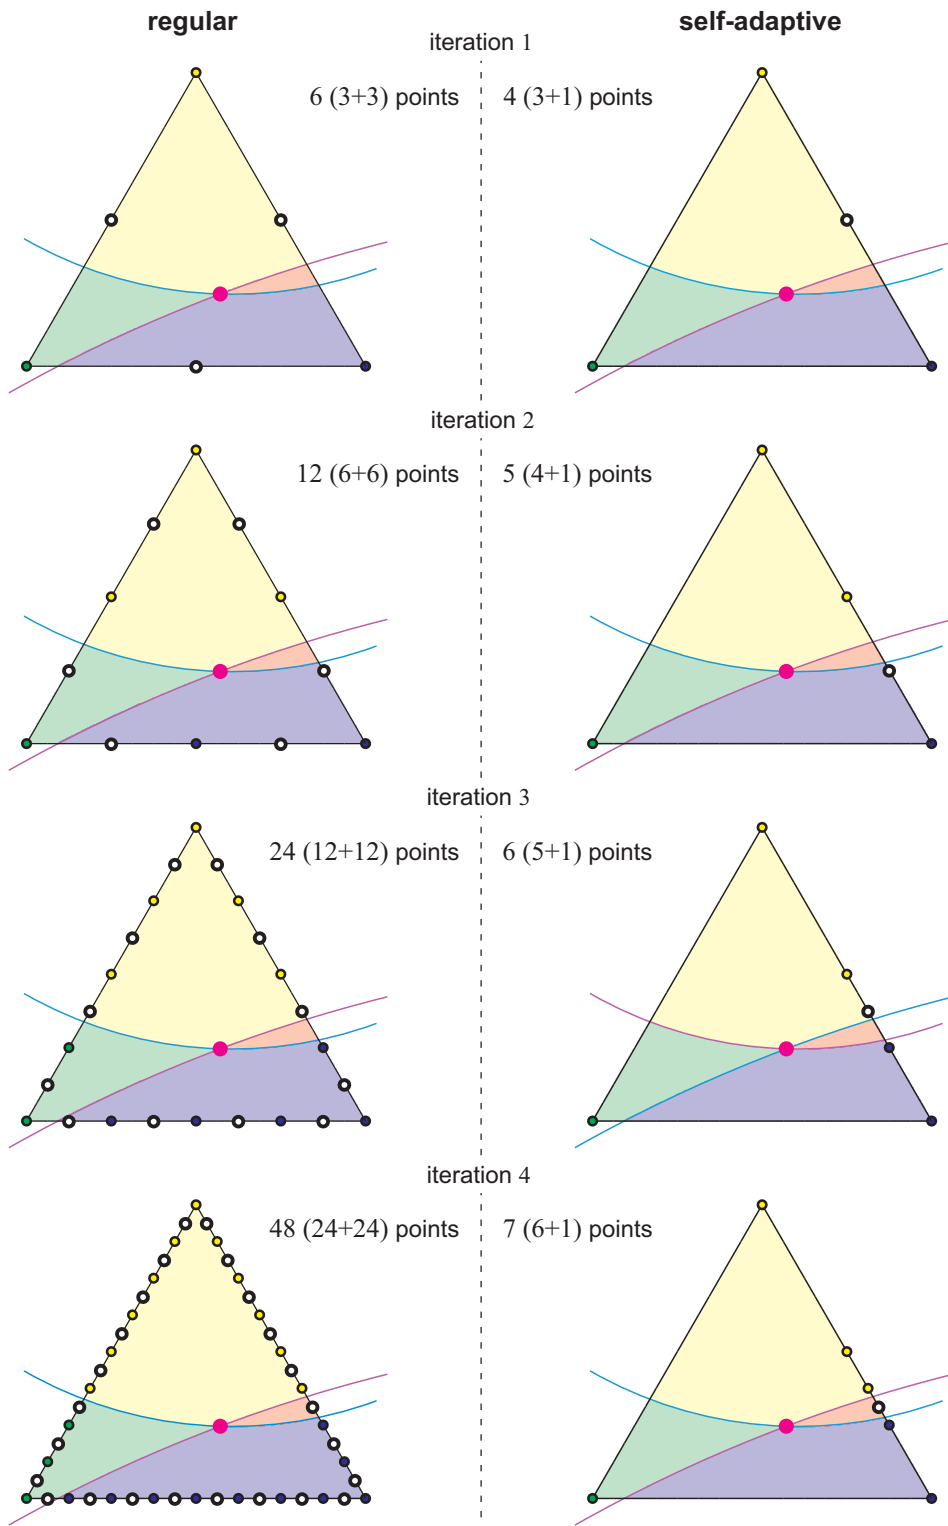 regular
self-adaptive
iteration 1
6 (3+3) points
4 (3+1) points
iteration 2
12 (6+6) points
5 (4+1) points
iteration 3
24 (12+12) points
6 (5+1) points
iteration 4
48 (24+24) points
7 (6+1) points